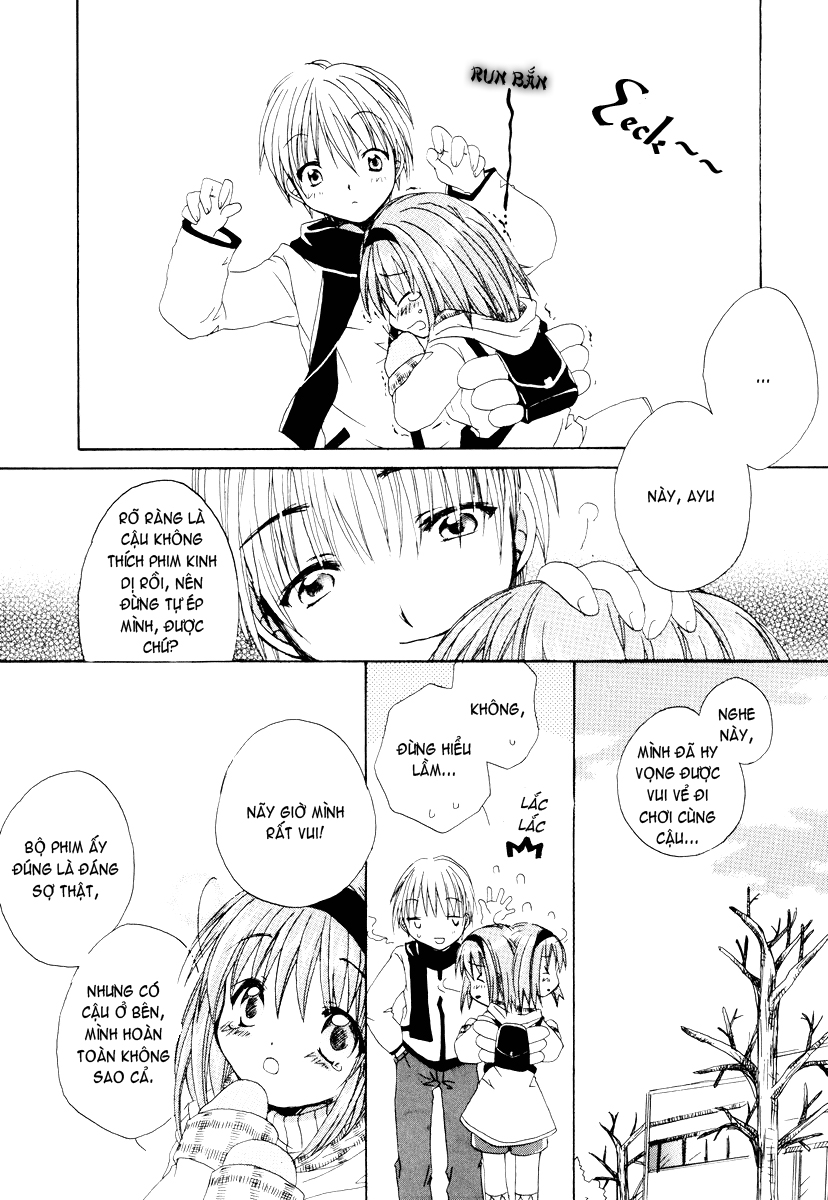 Eeck~~
RUN BẮN
...
NÀY, AYU
RÕ RÀNG LÀ
CẬU KHÔNG
THÍCH PHIM KINH
DỊ RỒI, NÊN
ĐỪNG TỰ ÉP
MÌNH, ĐƯỢC
CHỨ?
NGHE
NÀY,
MÌNH ĐÃ HY
VỌNG ĐƯỢC
VUI VẺ ĐI
CHƠI CÙNG
CẬU...
KHÔNG,
ĐỪNG HIỂU
LẦM...
LẮC
LẮC
NÃY GIỜ MÌNH
RẤT VUI!
BỘ PHIM ẤY
ĐÚNG LÀ ĐÁNG
SỢ THẬT,
NHƯNG CÓ
CẬU Ở BÊN,
MÌNH HOÀN
TOÀN KHÔNG
SAO CẢ.